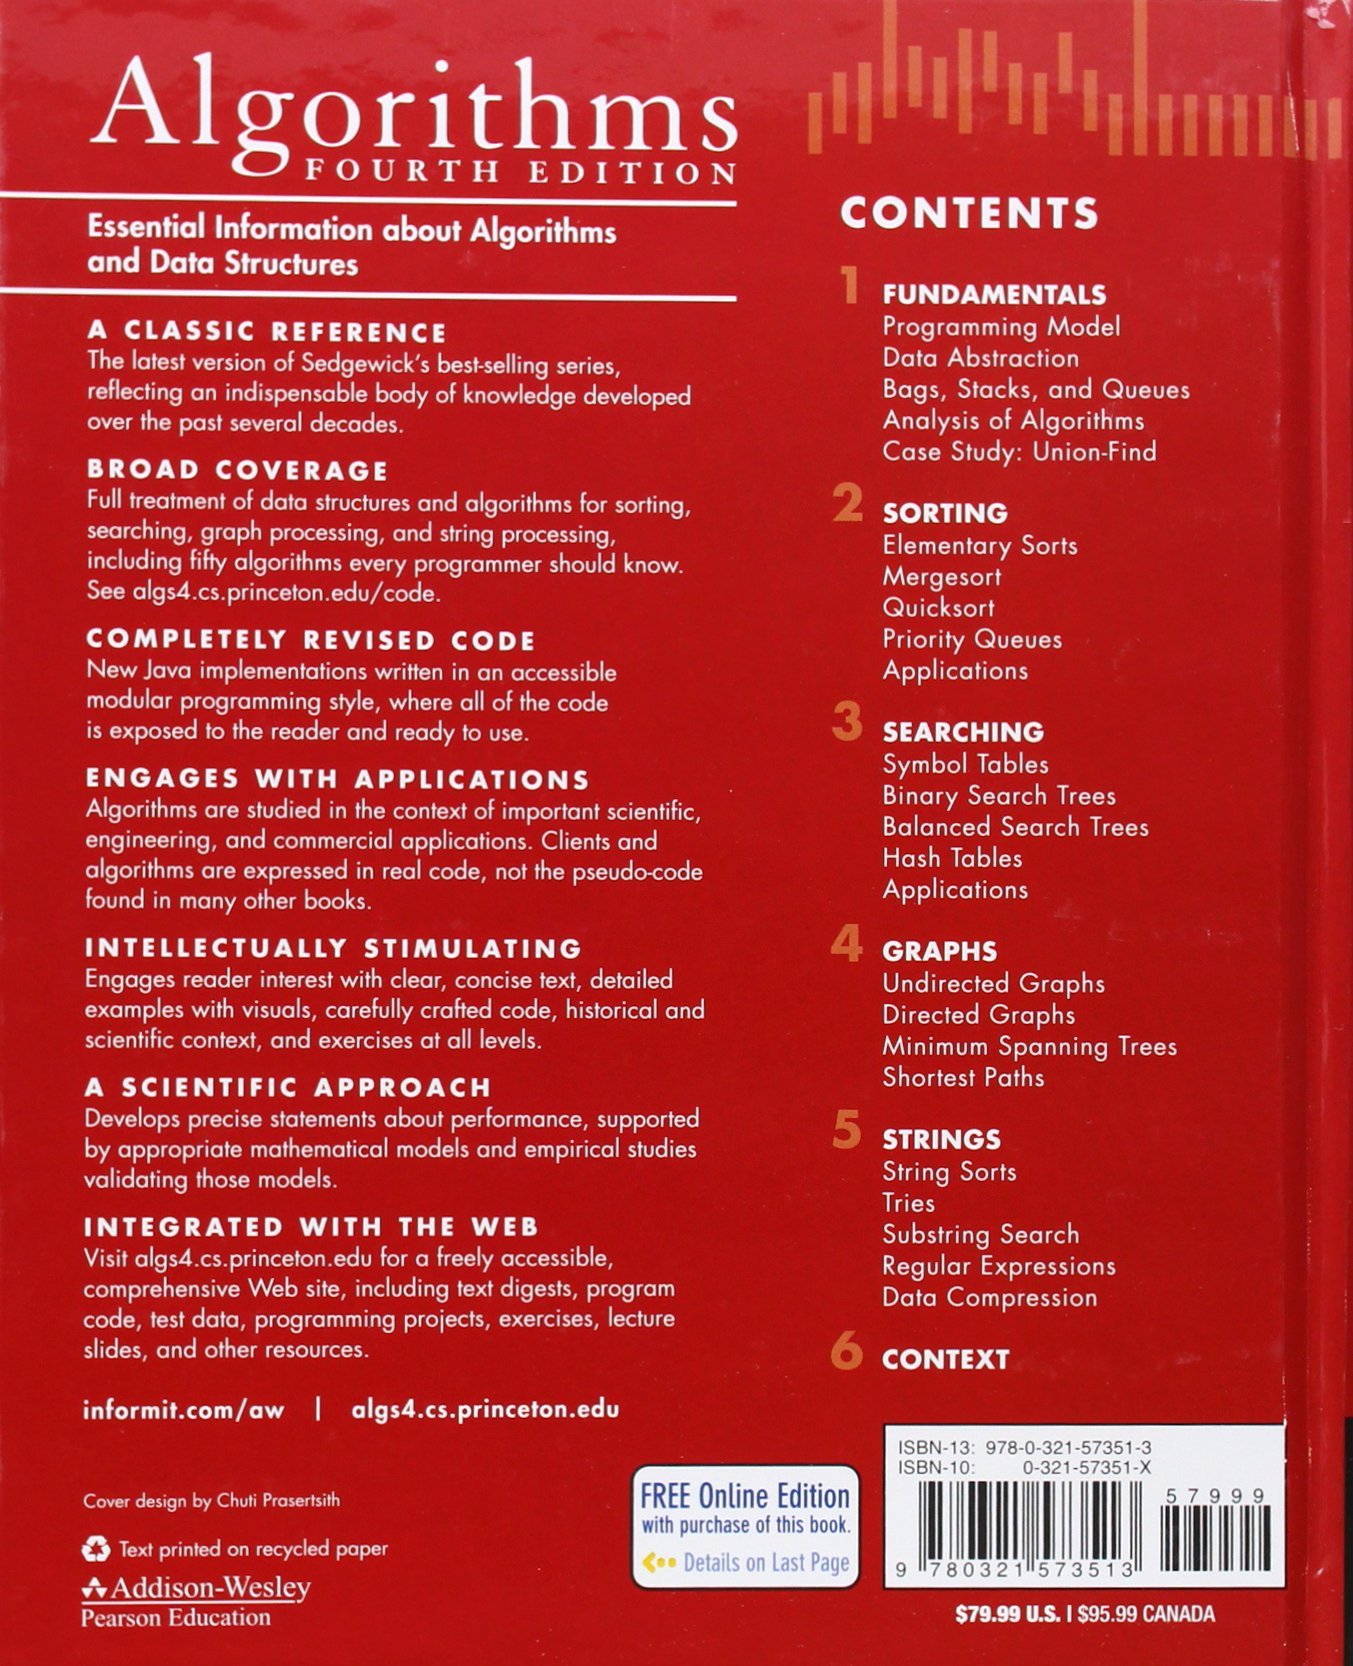 Algorithms
FOURTH EDITION
Essential Information about Algorithms
and Data Structures
A CLASSIC REFERENCE
The latest version of Sedgewick's best-selling series,
reflecting an indispensable body of knowledge developed
over the past several decades.
BROAD COVERAGE
Full treatment of data structures and algorithms for sorting,
searching, graph processing, and string processing,
including fifty algorithms every programmer should know.
See algs4.cs.princeton.edu/code.
COMPLETELY REVISED CODE
New Java implementations written in an accessible
modular programming style, where all of the code
is exposed to the reader and ready to use.
ENGAGES WITH APPLICATIONS
Algorithms are studied in the context of important scientific,
engineering, and commercial applications. Clients and
algorithms are expressed in real code, not the pseudo-code
found in many other books.
INTELLECTUALLY STIMULATING
Engages reader interest with clear, concise text, detailed
examples with visuals, carefully crafted code, historical and
scientific context, and exercises at all levels.
A SCIENTIFIC APPROACH
Develops precise statements about performance, supported
by appropriate mathematical models and empirical studies
validating those models.
INTEGRATED WITH THE WEB
Visit algs4.cs.princeton.edu for a freely accessible,
comprehensive Web site, including text digests, program
code, test data, programming projects, exercises, lecture
slides, and other resources.
informit.com/aw | algs4.cs.princeton.edu
Cover design by Chuti Prasertsith
Text printed on recycled paper
Addison-Wesley
Pearson Education
CONTENTS
1 FUNDAMENTALS
Programming Model
Data Abstraction
Bags, Stacks, and Queues
Analysis of Algorithms
Case Study: Union-Find
2 SORTING
Elementary Sorts
Mergesort
Quicksort
Priority Queues
Applications
3 SEARCHING
Symbol Tables
Binary Search Trees
Balanced Search Trees
Hash Tables
Applications
4 GRAPHS
Undirected Graphs
Directed Graphs
Minimum Spanning Trees
Shortest Paths
5 STRINGS
String Sorts
Tries
Substring Search
Regular Expressions
Data Compression
6 CONTEXT
FREE Online Edition
with purchase of this book.
Details on Last Page
ISBN-13: 978-0-321-57351-3
ISBN-10: 0-321-57351-X
57999
9 780321 573513
$79.99 U.S. | $95.99 CANADA